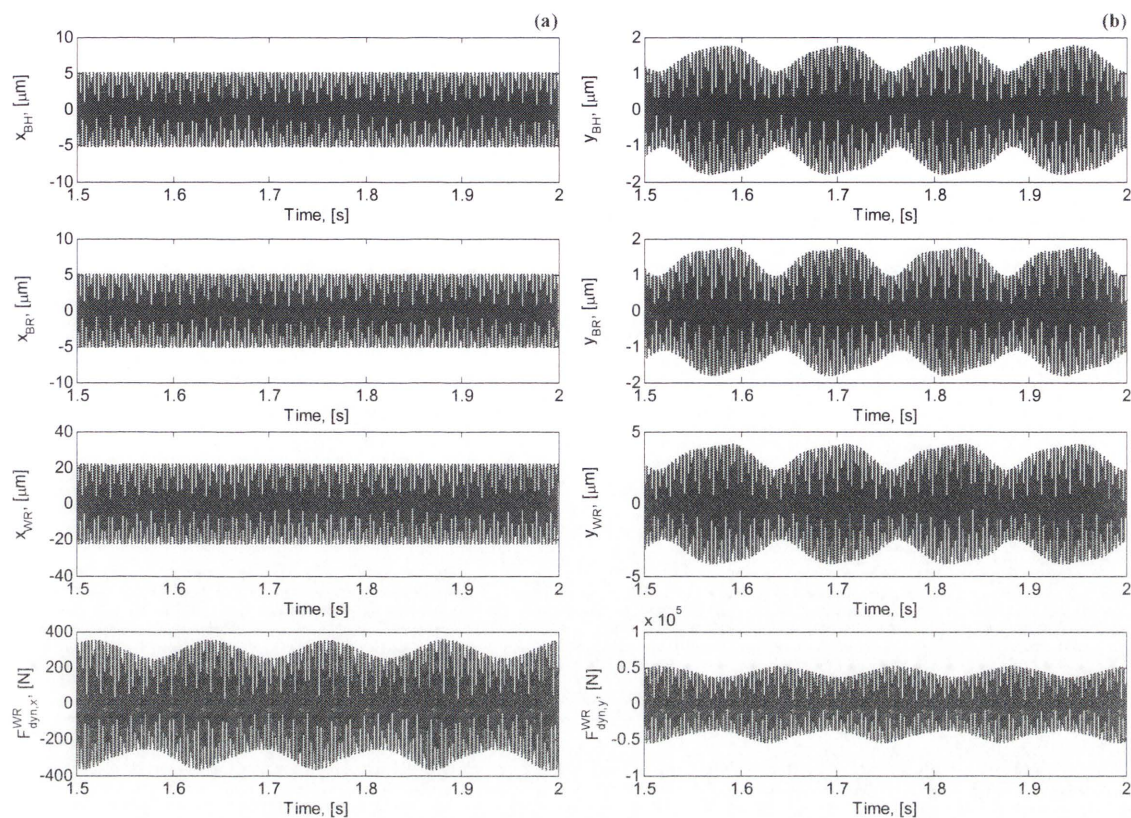 (a)
10
5
0
-5
-10
x_BH, [μm]
1.5 1.6 1.7 1.8 1.9 2
Time, [s]
10
5
0
-5
-10
x_BR, [μm]
1.5 1.6 1.7 1.8 1.9 2
Time, [s]
40
20
0
-20
-40
x_WR, [μm]
1.5 1.6 1.7 1.8 1.9 2
Time, [s]
400
200
0
-200
-400
F^WR_dyn,x, [N]
1.5 1.6 1.7 1.8 1.9 2
Time, [s]
(b)
2
1
0
-1
-2
y_BH, [μm]
1.5 1.6 1.7 1.8 1.9 2
Time, [s]
2
1
0
-1
-2
y_BR, [μm]
1.5 1.6 1.7 1.8 1.9 2
Time, [s]
5
0
-5
y_WR, [μm]
1.5 1.6 1.7 1.8 1.9 2
Time, [s]
x 10^5
1
0.5
0
-0.5
-1
F^WR_dyn,y, [N]
1.5 1.6 1.7 1.8 1.9 2
Time, [s]